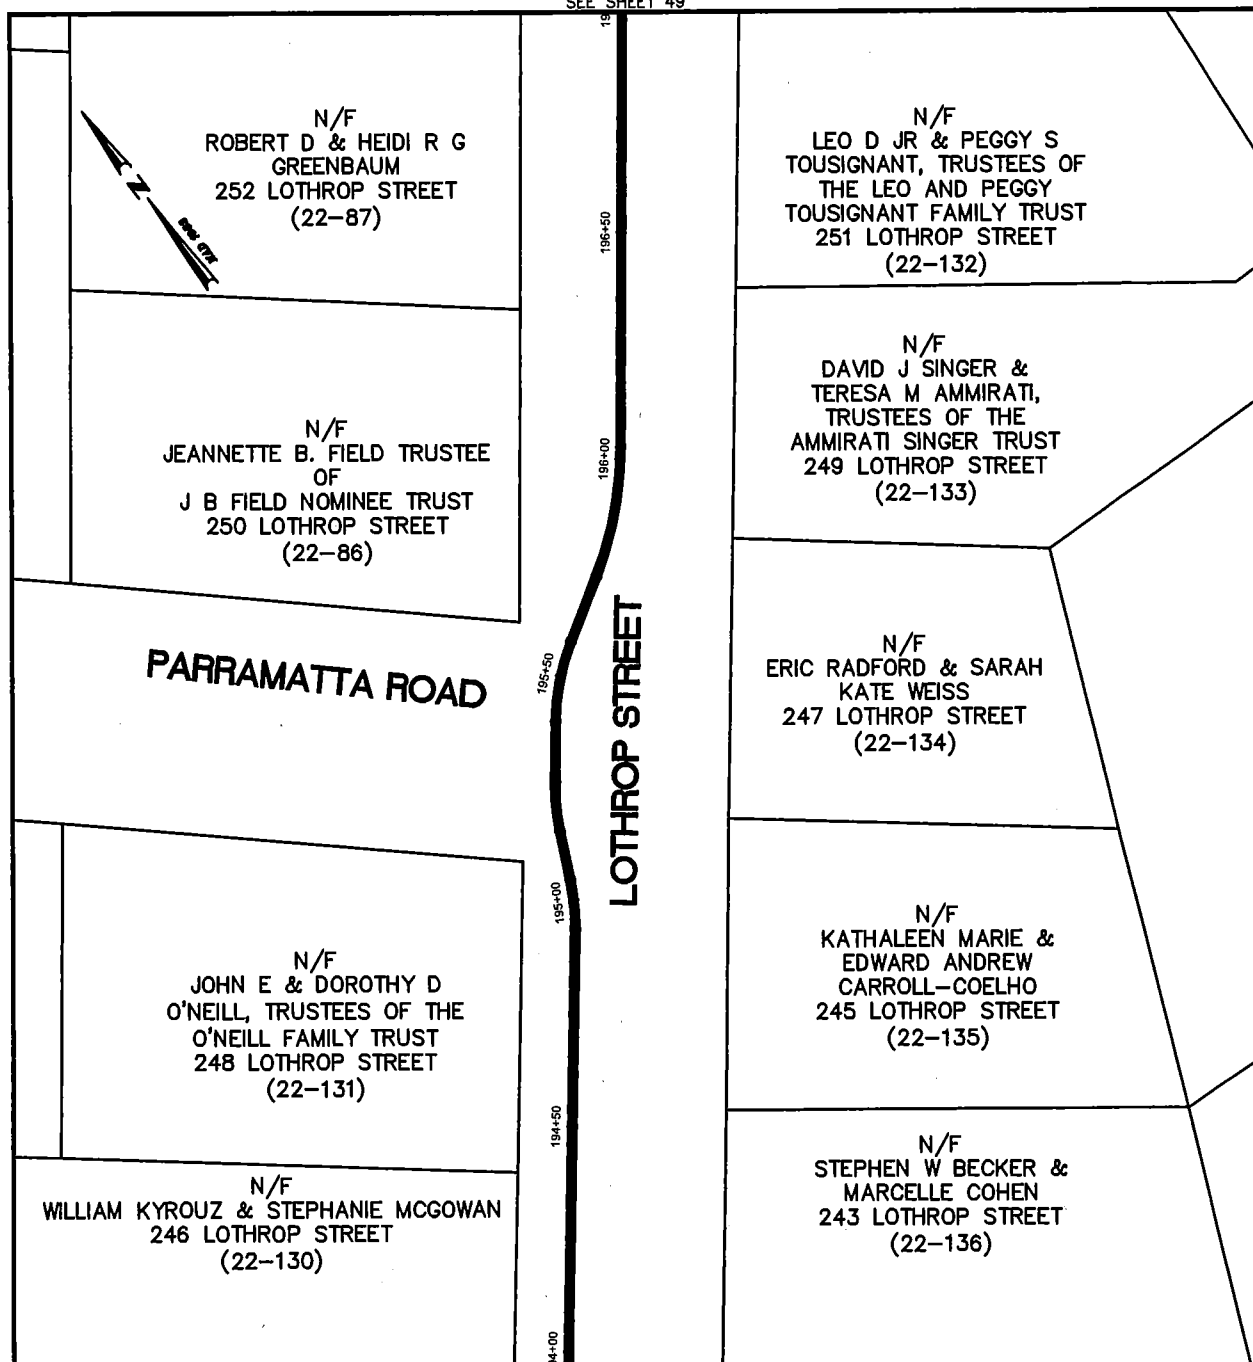 SEE SHEET 49
N/F
ROBERT D & HEIDI R G
GREENBAUM
252 LOTHROP STREET
(22-87)
N
NAD 1983
N/F
JEANNETTE B. FIELD TRUSTEE
OF
J B FIELD NOMINEE TRUST
250 LOTHROP STREET
(22-86)
PARRAMATTA ROAD
N/F
JOHN E & DOROTHY D
O'NEILL, TRUSTEES OF THE
O'NEILL FAMILY TRUST
248 LOTHROP STREET
(22-131)
N/F
WILLIAM KYROUZ & STEPHANIE MCGOWAN
246 LOTHROP STREET
(22-130)
196+50
196+00
195+50
195+00
194+50
4+00
LOTHROP STREET
N/F
LEO D JR & PEGGY S
TOUSIGNANT, TRUSTEES OF
THE LEO AND PEGGY
TOUSIGNANT FAMILY TRUST
251 LOTHROP STREET
(22-132)
N/F
DAVID J SINGER &
TERESA M AMMIRATI,
TRUSTEES OF THE
AMMIRATI SINGER TRUST
249 LOTHROP STREET
(22-133)
N/F
ERIC RADFORD & SARAH
KATE WEISS
247 LOTHROP STREET
(22-134)
N/F
KATHALEEN MARIE &
EDWARD ANDREW
CARROLL-COELHO
245 LOTHROP STREET
(22-135)
N/F
STEPHEN W BECKER &
MARCELLE COHEN
243 LOTHROP STREET
(22-136)